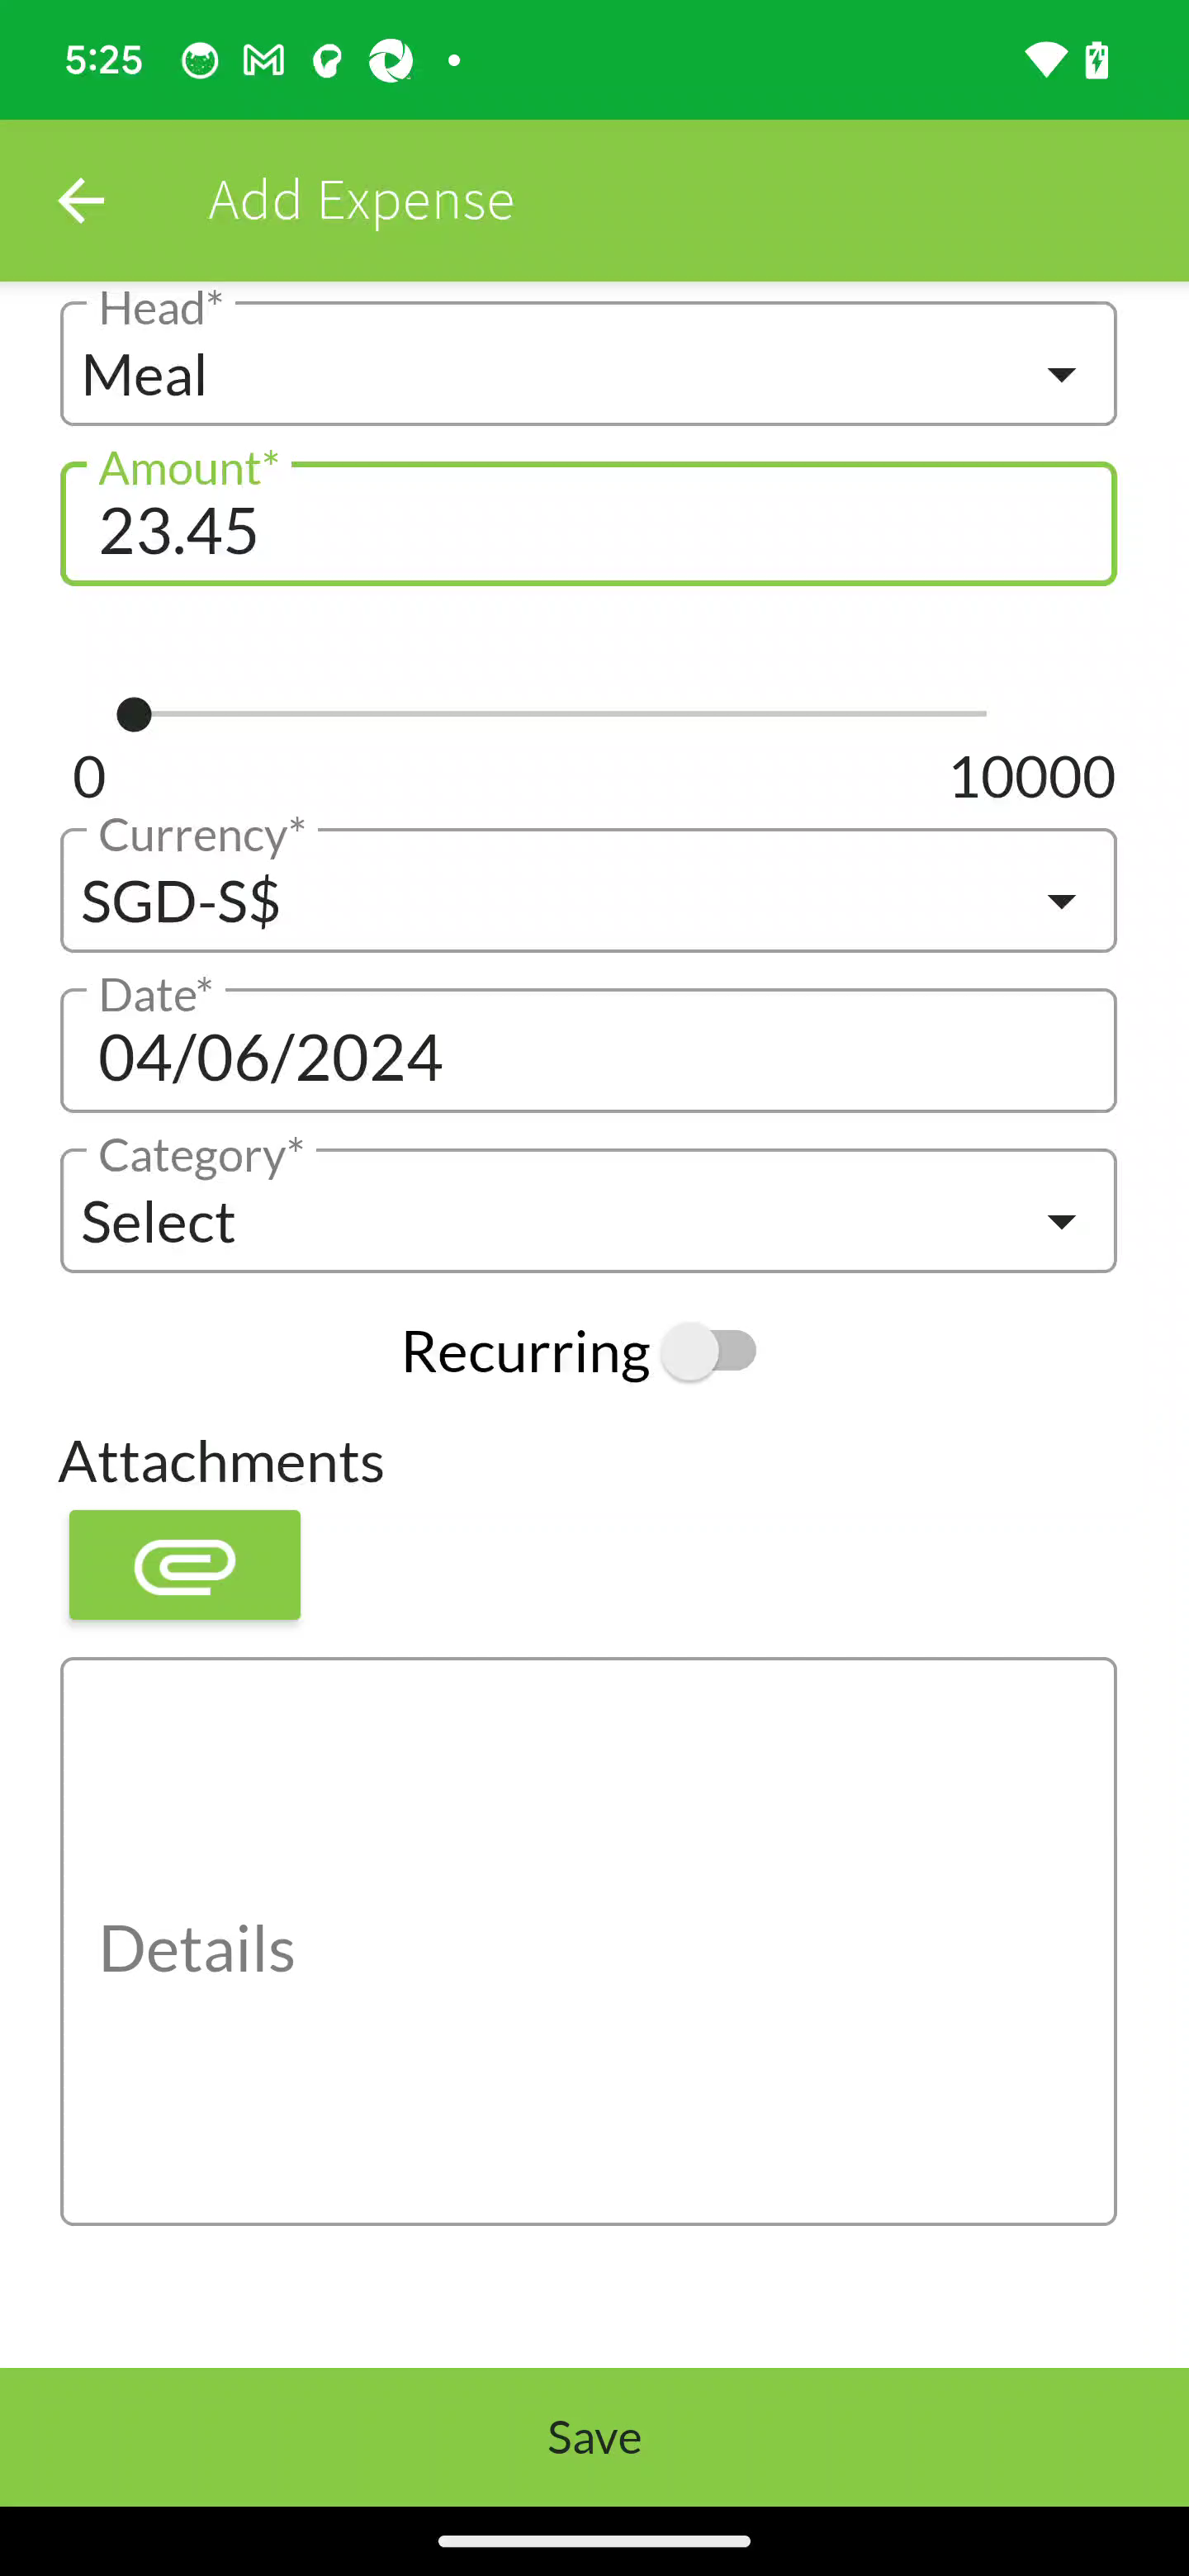 5:25
Add Expense
Head*
Meal
Amount*
23.45
0
10000
Currency*
SGD-S$
Date*
04/06/2024
Category*
Select
Recurring
Attachments
Details
Save